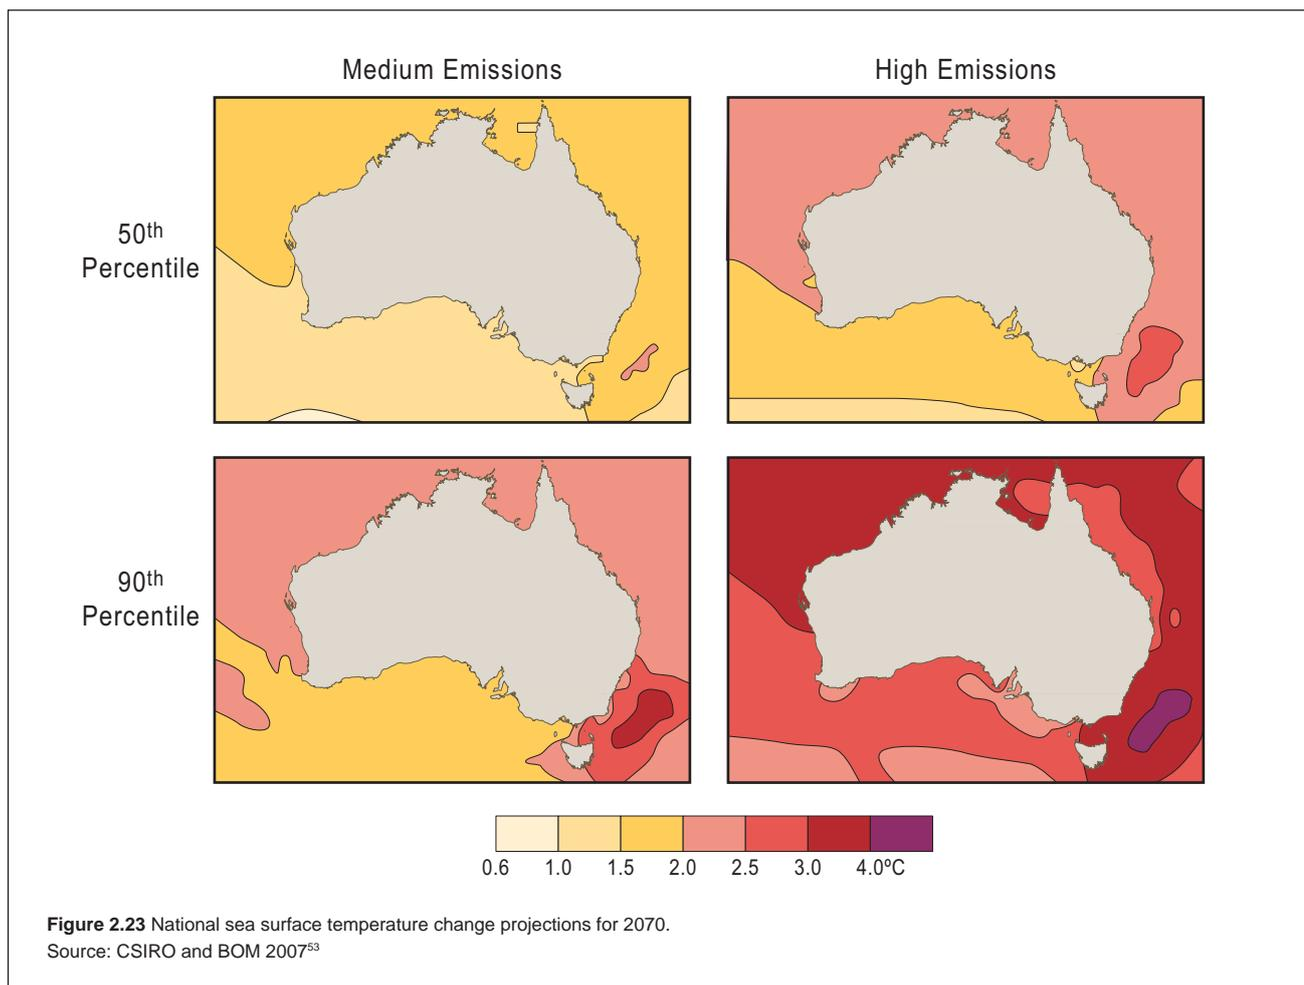 Medium Emissions
High Emissions
50th
Percentile
90th
Percentile
0.6 1.0 1.5 2.0 2.5 3.0 4.0ºC
Figure 2.23 National sea surface temperature change projections for 2070.
Source: CSIRO and BOM 200753